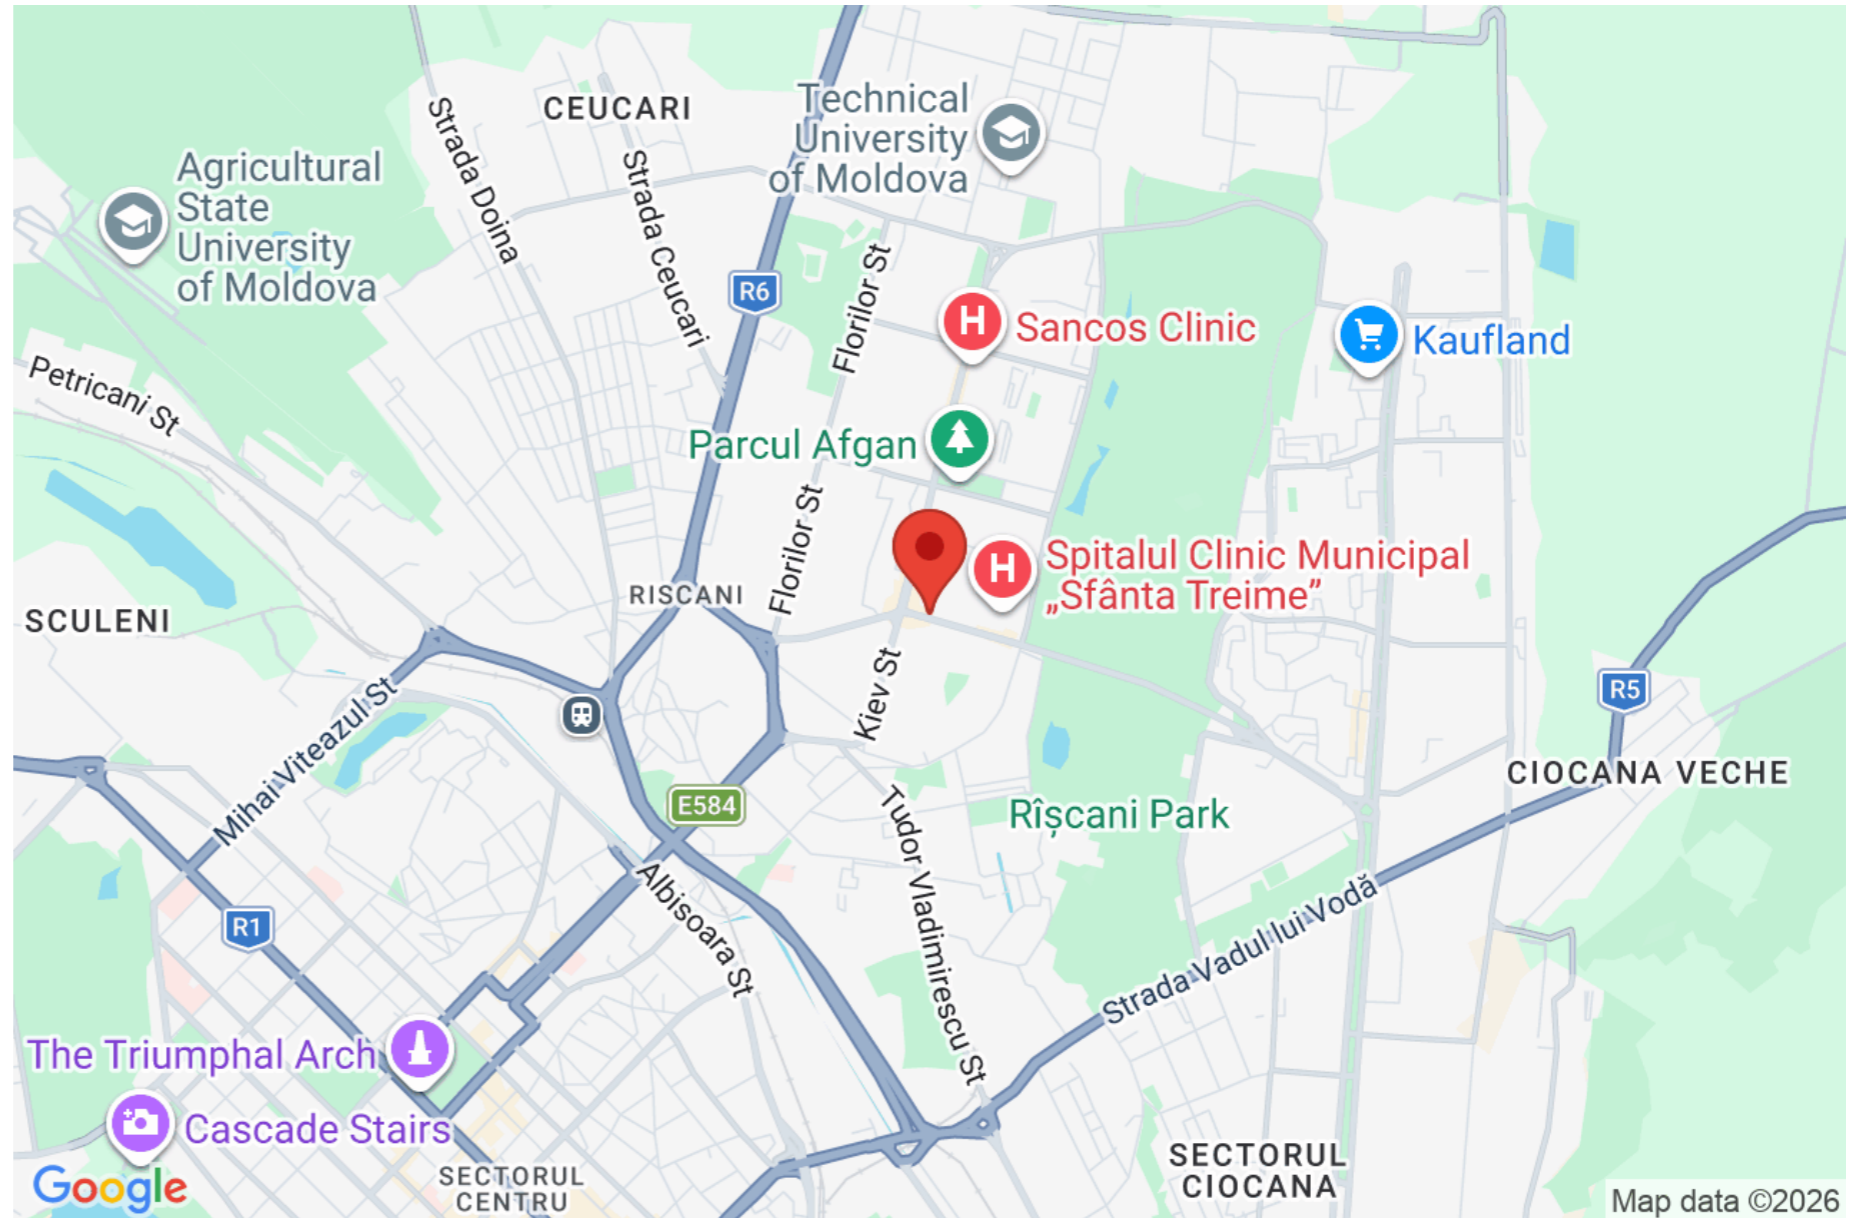 CEUCARI
Technical
University
of Moldova
Agricultural
State
University
of Moldova
Strada Doina
Strada Ceucari
Florilor St
R6
H
Sancos Clinic
Kaufland
Petricani St
Parcul Afgan
Florilor St
H
Spitalul Clinic Municipal
„Sfânta Treime”
RISCANI
SCULENI
Kiev St
Mihai Viteazul St
R5
CIOCANA VECHE
E584
Rîșcani Park
Tudor Vladimirescu St
Albisoara St
Strada Vadul lui Vodă
R1
The Triumphal Arch
Cascade Stairs
SECTORUL
CENTRU
SECTORUL
CIOCANA
Google
Map data ©2026